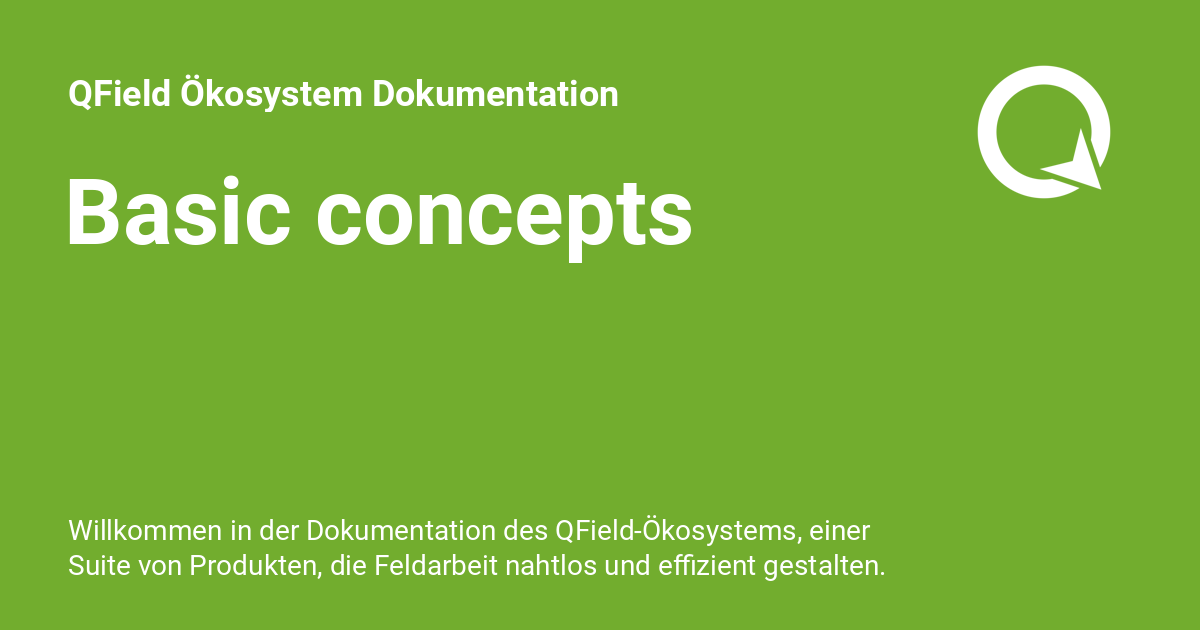 QField Ökosystem Dokumentation
Basic concepts
Willkommen in der Dokumentation des QField-Ökosystems, einer
Suite von Produkten, die Feldarbeit nahtlos und effizient gestalten.